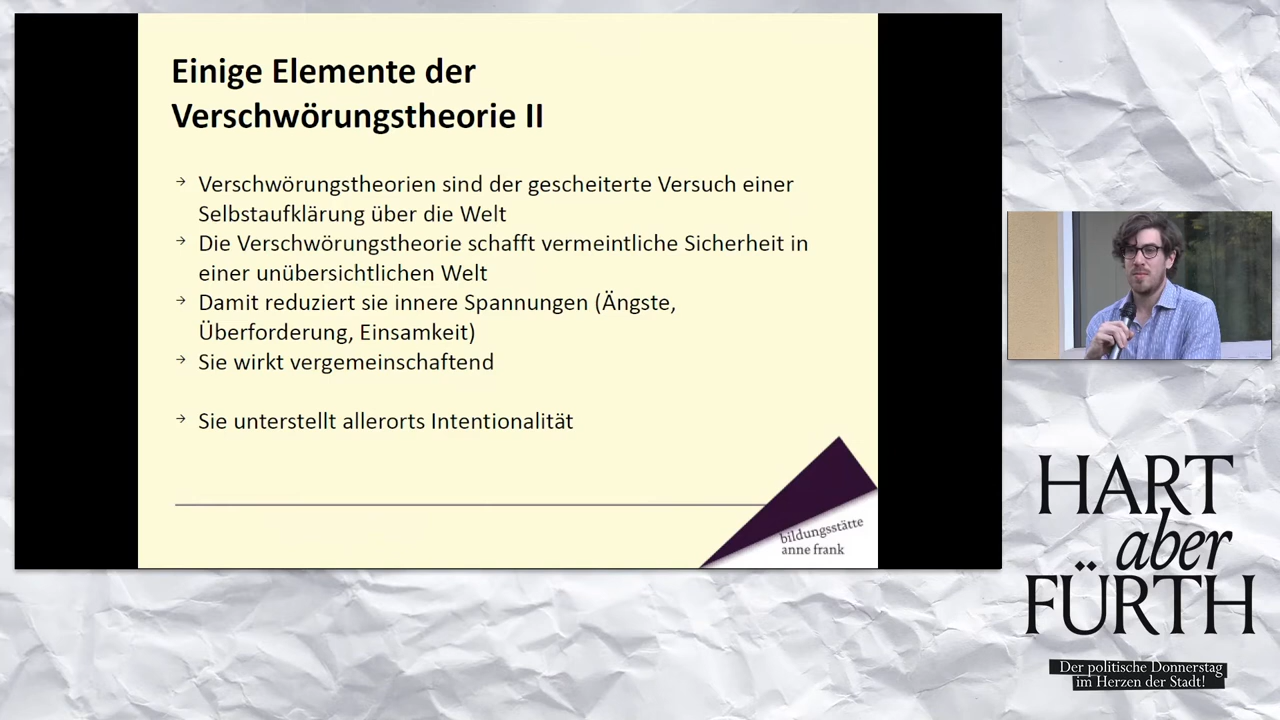 Einige Elemente der
Verschwörungstheorie II
→ Verschwörungstheorien sind der gescheiterte Versuch einer
Selbstaufklärung über die Welt
→ Die Verschwörungstheorie schafft vermeintliche Sicherheit in
einer unübersichtlichen Welt
→ Damit reduziert sie innere Spannungen (Ängste,
Überforderung, Einsamkeit)
→ Sie wirkt vergemeinschaftend
→ Sie unterstellt allerorts Intentionalität
bildungsstätte
anne frank
HART
aber
FÜRTH
Der politische Donnerstag
im Herzen der Stadt!